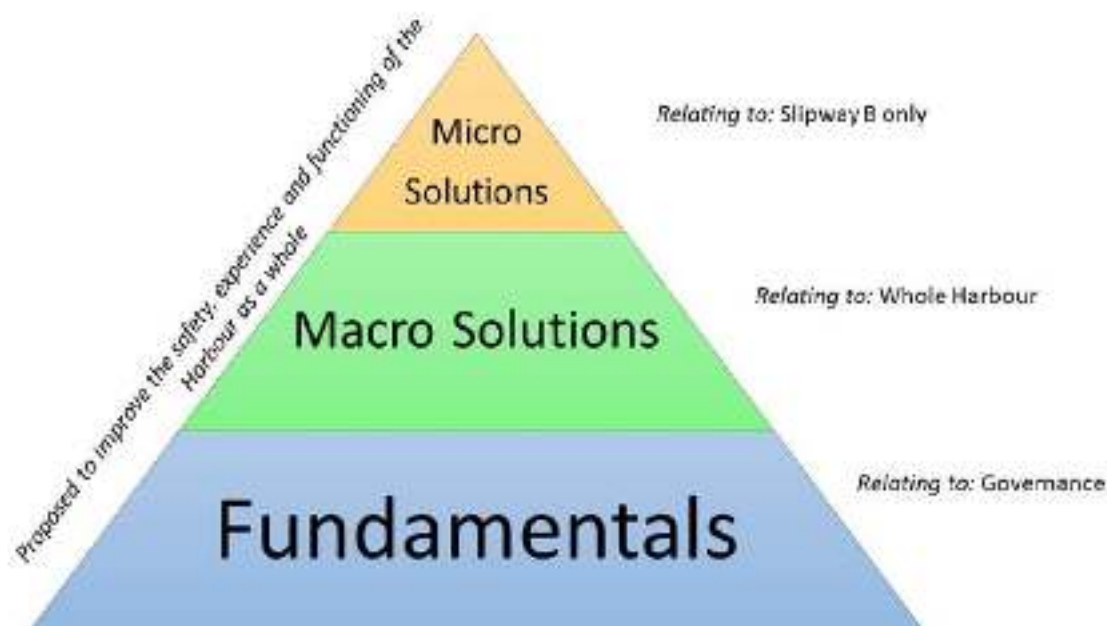 Proposed to improve the safety, experience and functioning of the
Harbour as a whole
Micro
Solutions
Relating to: Slipway B only
Macro Solutions
Relating to: Whole Harbour
Fundamentals
Relating to: Governance